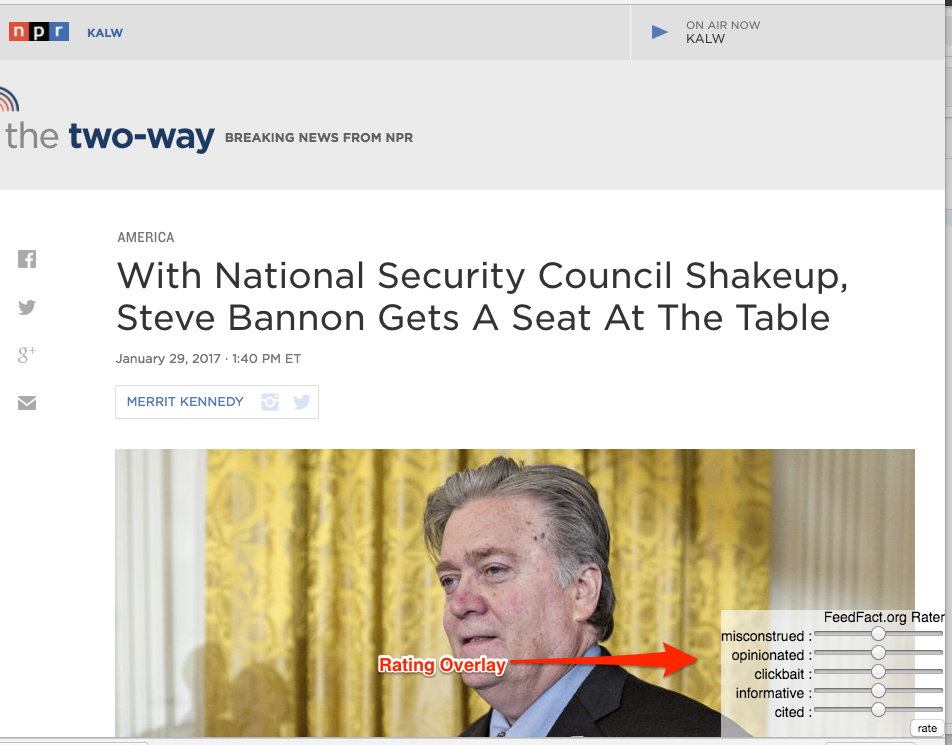 npr KALW
ON AIR NOW
KALW
the two-way BREAKING NEWS FROM NPR
AMERICA
With National Security Council Shakeup,
Steve Bannon Gets A Seat At The Table
January 29, 2017 · 1:40 PM ET
g+
MERRIT KENNEDY
Rating Overlay
FeedFact.org Rater
misconstrued :
opinionated :
clickbait :
informative :
cited :
rate